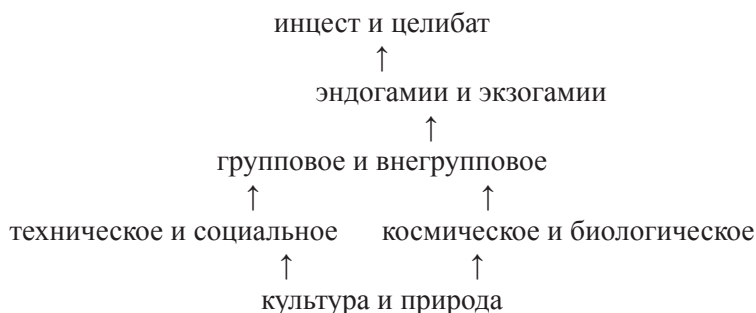 инцест и целибат
↑
эндогамии и экзогамии
↑
групповое и внегрупповое
↑ ↑
техническое и социальное космическое и биологическое
↑ ↑
культура и природа